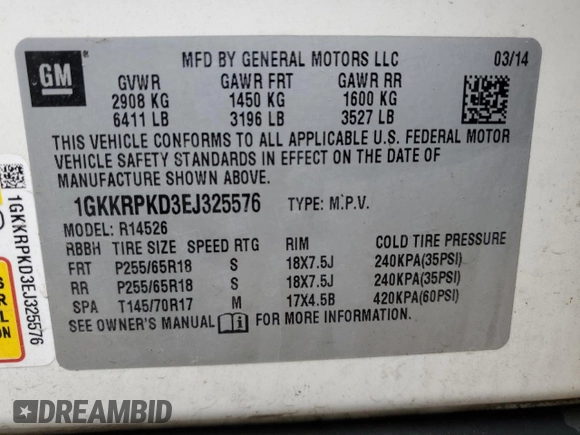 GM
MFD BY GENERAL MOTORS LLC 03/14
GVWR GAWR FRT GAWR RR
2908 KG 1450 KG 1600 KG
6411 LB 3196 LB 3527 LB
THIS VEHICLE CONFORMS TO ALL APPLICABLE U.S. FEDERAL MOTOR
VEHICLE SAFETY STANDARDS IN EFFECT ON THE DATE OF
MANUFACTURE SHOWN ABOVE.
1GKKRPKD3EJ325576 TYPE: M.P.V.
MODEL: R14526
RBBH TIRE SIZE SPEED RTG RIM COLD TIRE PRESSURE
FRT P255/65R18 S 18X7.5J 240KPA(35PSI)
RR P255/65R18 S 18X7.5J 240KPA(35PSI)
SPA T145/70R17 M 17X4.5B 420KPA(60PSI)
SEE OWNER'S MANUAL i FOR MORE INFORMATION.
1GKKRPKD3EJ325576
DREAMBID